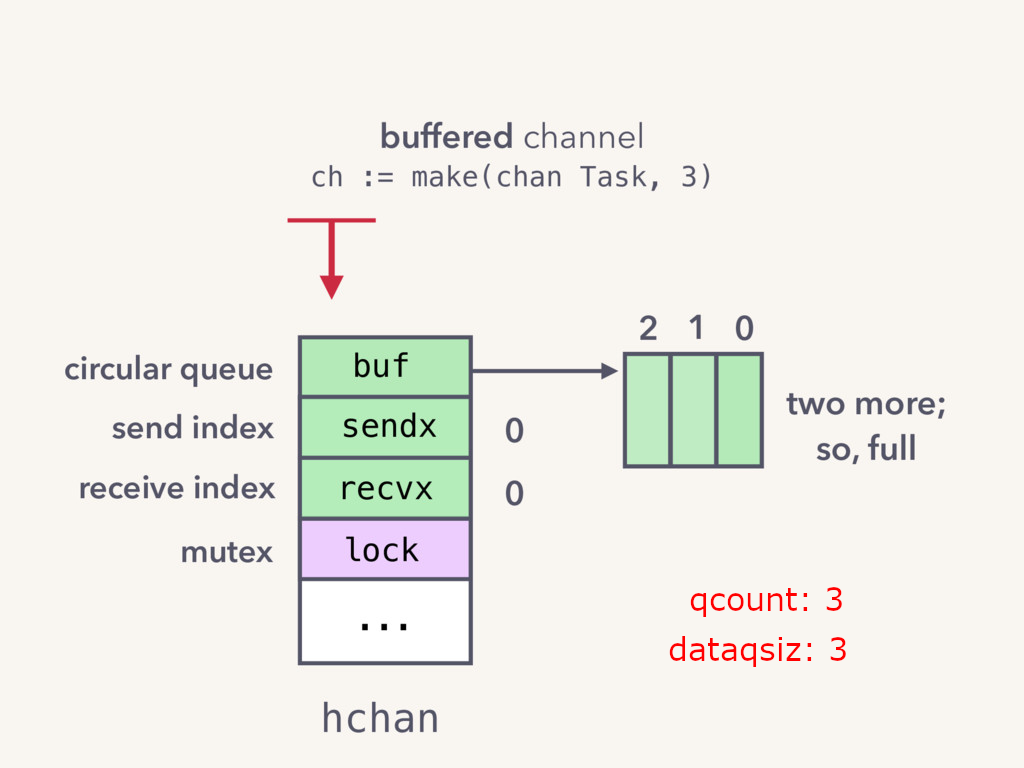 buffered channel
ch := make(chan Task, 3)
2 1 0
circular queue buf
two more;
send index sendx 0
so, full
receive index recvx 0
mutex lock
qcount: 3
...
dataqsiz: 3
hchan